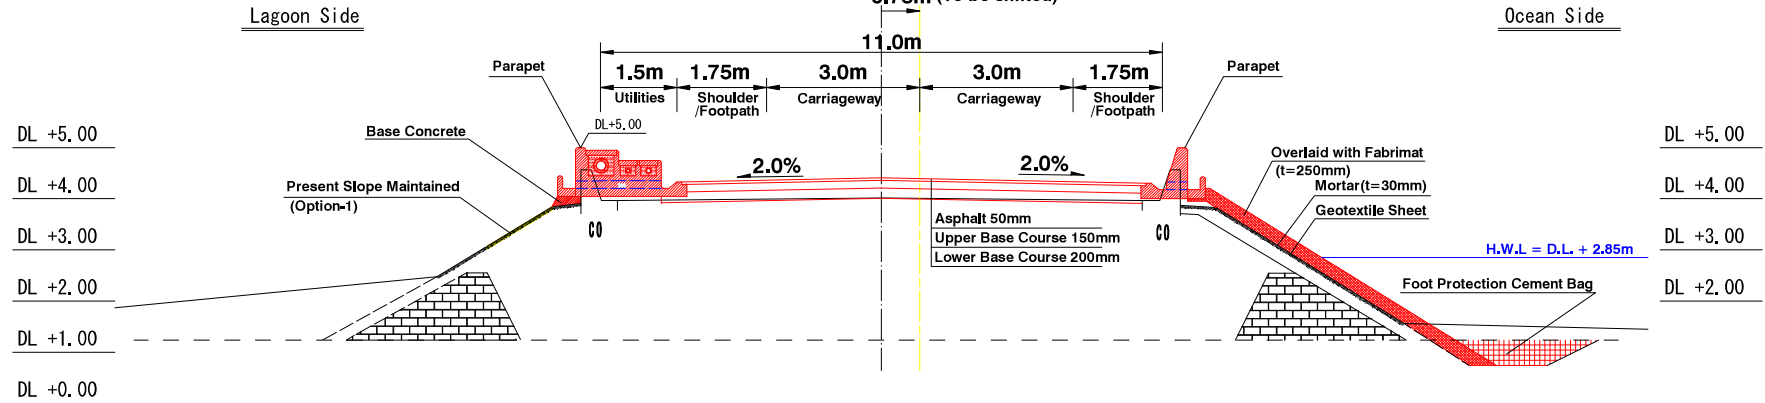 Lagoon Side
(To be shifted)
Ocean Side
11.0m
Parapet
1.5m
1.75m
3.0m
3.0m
1.75m
Parapet
Utilities
Shoulder
/Footpath
Carriageway
Carriageway
Shoulder
/Footpath
DL +5.00
Base Concrete
DL+5.00
DL +5.00
2.0%
2.0%
Overlaid with Fabrimat
(t=250mm)
DL +4.00
Present Slope Maintained
(Option-1)
Mortar(t=30mm)
DL +4.00
Geotextile Sheet
CO
Asphalt 50mm
CO
DL +3.00
Upper Base Course 150mm
H.W.L = D.L. + 2.85m
DL +3.00
Lower Base Course 200mm
DL +2.00
Foot Protection Cement Bag
DL +2.00
DL +1.00
DL +0.00